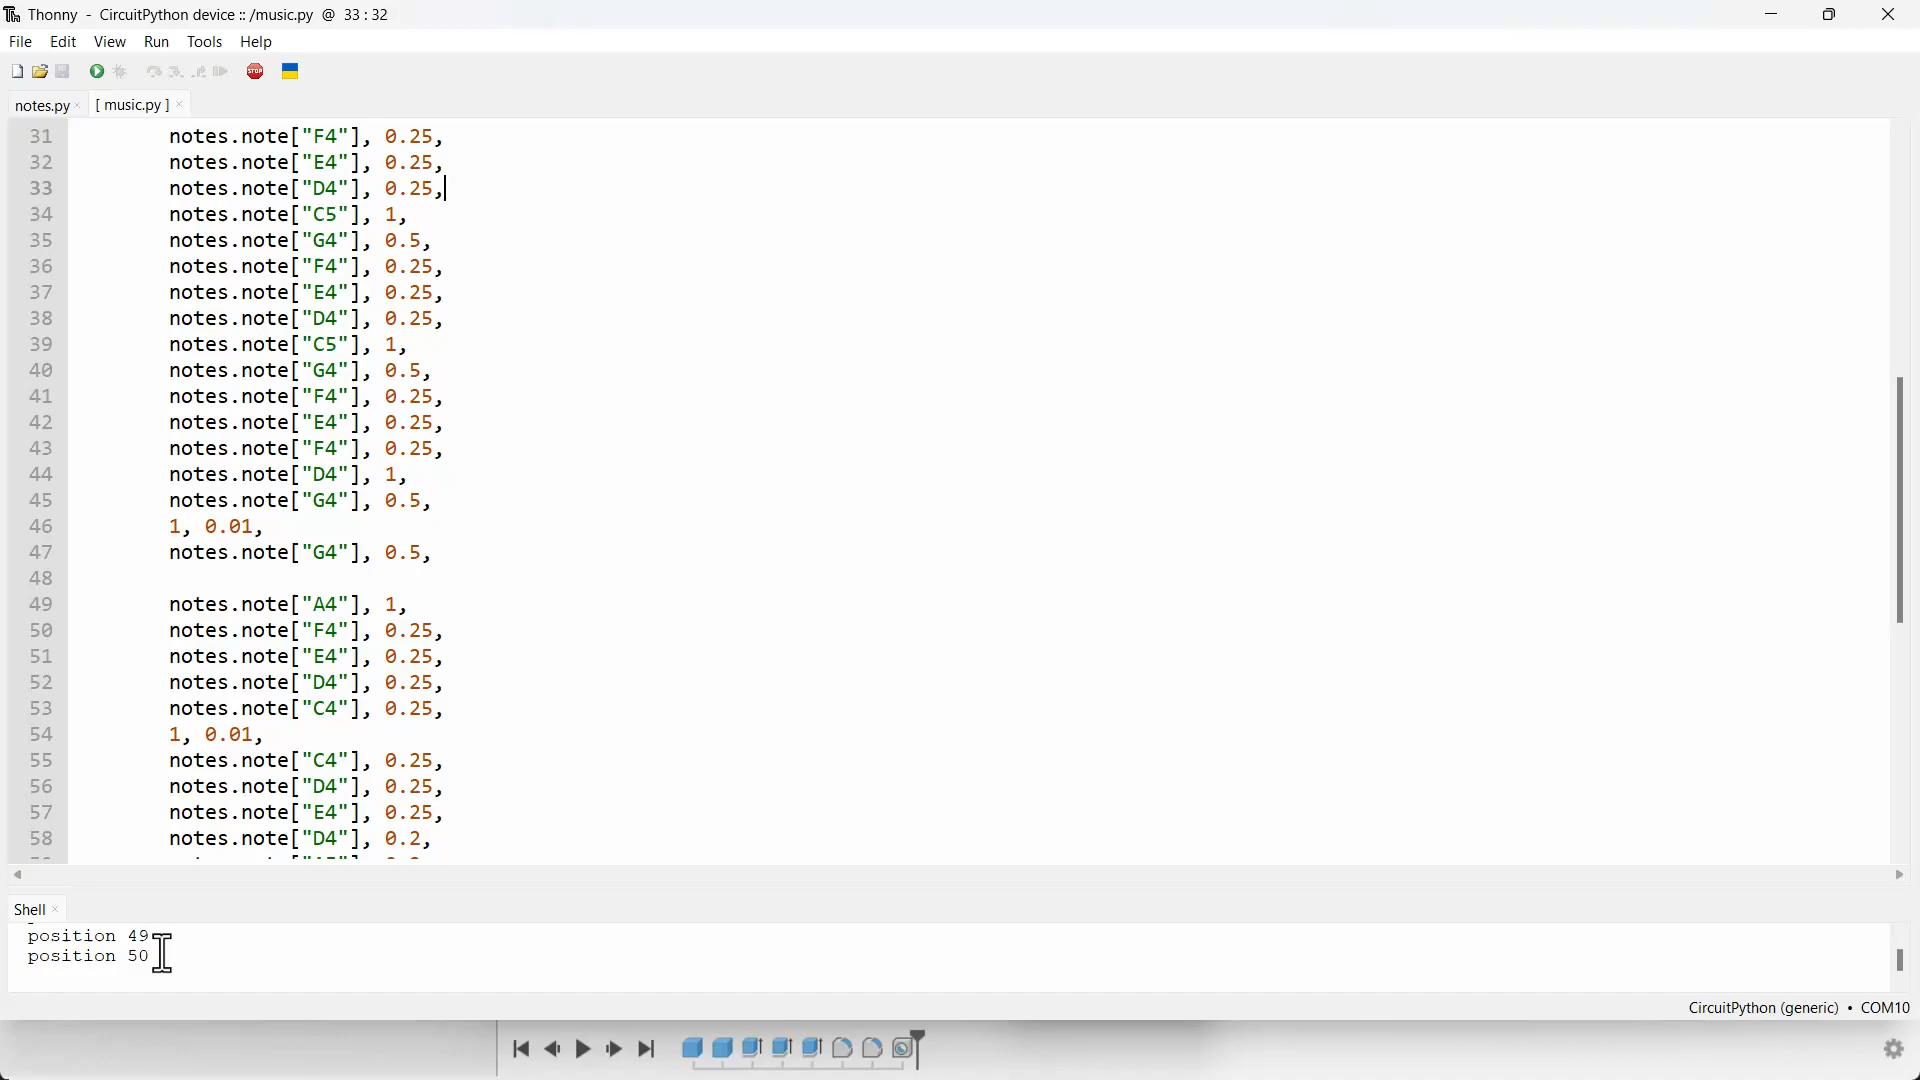 Thonny - CircuitPython device :: /music.py @ 33 : 32
File Edit View Run Tools Help
STOP
notes.py × [ music.py ] ×
31 notes.note["F4"], 0.25,
32 notes.note["E4"], 0.25,
33 notes.note["D4"], 0.25,
34 notes.note["C5"], 1,
35 notes.note["G4"], 0.5,
36 notes.note["F4"], 0.25,
37 notes.note["E4"], 0.25,
38 notes.note["D4"], 0.25,
39 notes.note["C5"], 1,
40 notes.note["G4"], 0.5,
41 notes.note["F4"], 0.25,
42 notes.note["E4"], 0.25,
43 notes.note["F4"], 0.25,
44 notes.note["D4"], 1,
45 notes.note["G4"], 0.5,
46 1, 0.01,
47 notes.note["G4"], 0.5,
48
49 notes.note["A4"], 1,
50 notes.note["F4"], 0.25,
51 notes.note["E4"], 0.25,
52 notes.note["D4"], 0.25,
53 notes.note["C4"], 0.25,
54 1, 0.01,
55 notes.note["C4"], 0.25,
56 notes.note["D4"], 0.25,
57 notes.note["E4"], 0.25,
58 notes.note["D4"], 0.2,
Shell ×
position 49
position 50
CircuitPython (generic) • COM10